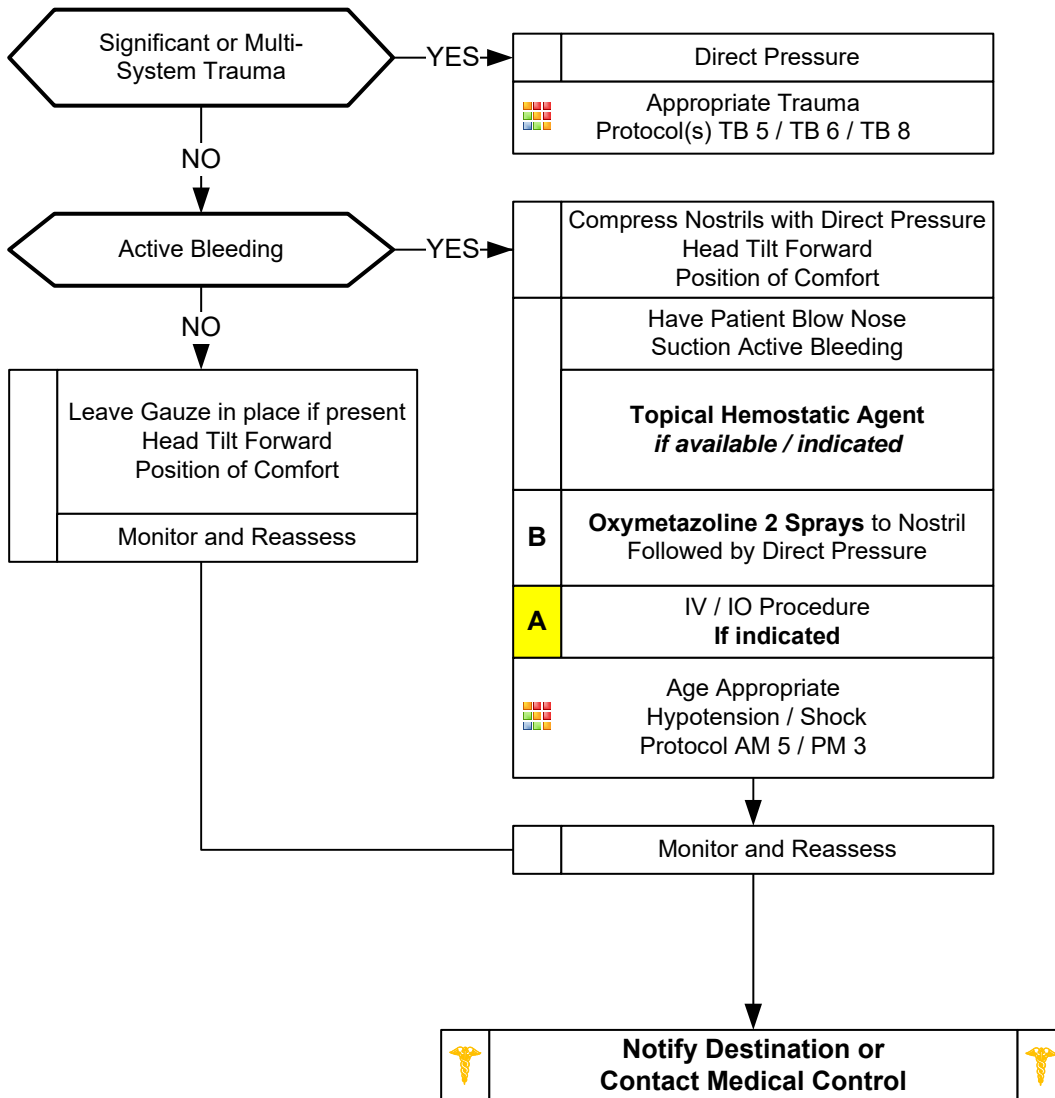 Significant or Multi-
System Trauma
YES
Direct Pressure
Appropriate Trauma
Protocol(s) TB 5 / TB 6 / TB 8
NO
Active Bleeding
YES
Compress Nostrils with Direct Pressure
Head Tilt Forward
Position of Comfort
Have Patient Blow Nose
Suction Active Bleeding
Topical Hemostatic Agent
if available / indicated
B
Oxymetazoline 2 Sprays to Nostril
Followed by Direct Pressure
A
IV / IO Procedure
If indicated
Age Appropriate
Hypotension / Shock
Protocol AM 5 / PM 3
NO
Leave Gauze in place if present
Head Tilt Forward
Position of Comfort
Monitor and Reassess
Monitor and Reassess
Notify Destination or
Contact Medical Control